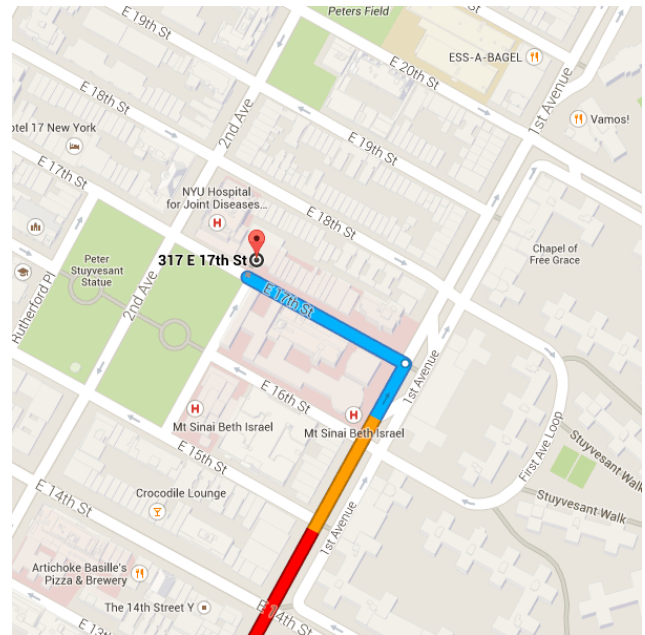 Peters Field
E 19th St
E 20th St
ESS-A-BAGEL
1st Avenue
Vamos!
E 18th St
2nd Ave
otel 17 New York
E 19th St
E 17th St
NYU Hospital
for Joint Diseases...
H
E 18th St
Peter
Stuyvesant
Statue
317 E 17th St
Chapel of
Free Grace
2nd Ave
E 17th St
Rutherford Pl
1st Avenue
E 16th St
H
Mt Sinai Beth Israel
H
Mt Sinai Beth Israel
First Ave Loop
Stuyvesant Walk
E 15th St
Stuyvesant Walk
E 14th St
Crocodile Lounge
1st Avenue
Artichoke Basille's
Pizza & Brewery
The 14th Street Y
E 14th St
E 13th St